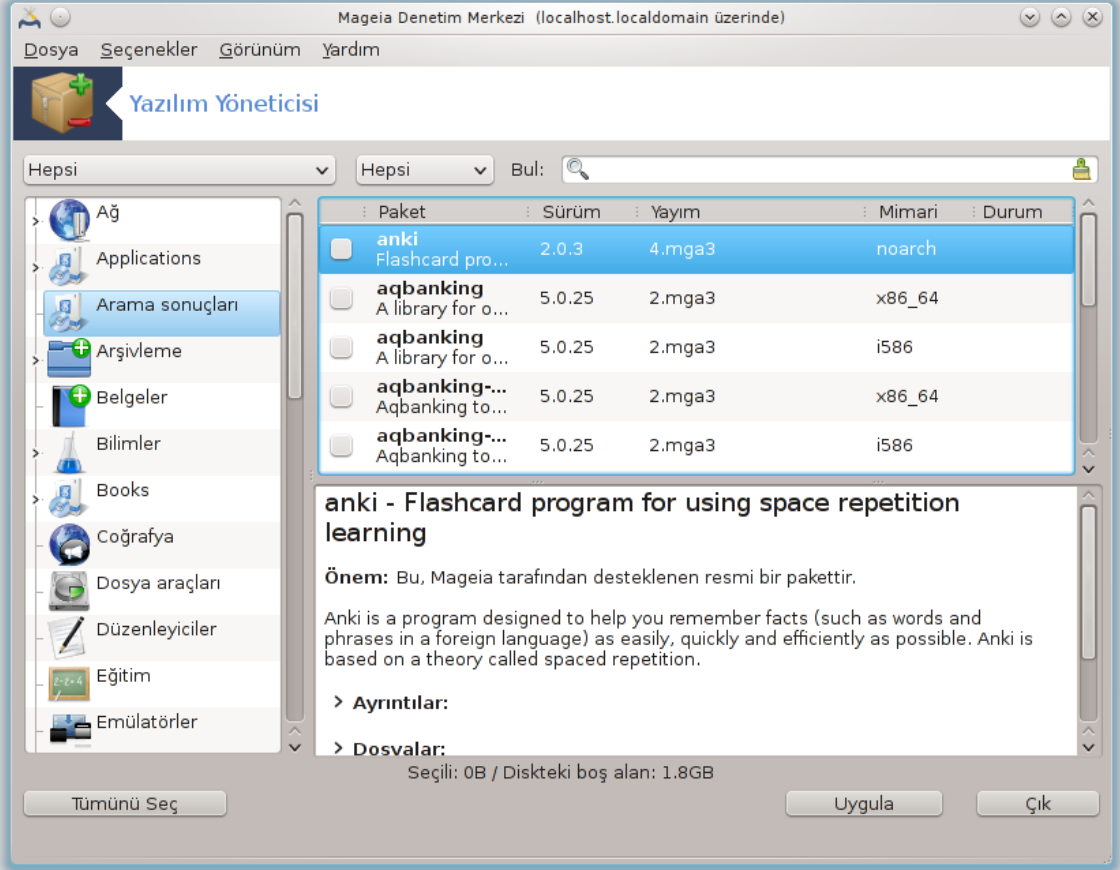 Mageia Denetim Merkezi (localhost.localdomain üzerinde)
Dosya Seçenekler Görünüm Yardım
Yazılım Yöneticisi
Hepsi Hepsi Bul:
Ağ
Applications
Arama sonuçları
Arşivleme
Belgeler
Bilimler
Books
Coğrafya
Dosya araçları
Düzenleyiciler
Eğitim
Emülatörler
Paket Sürüm Yayım Mimari Durum
anki
Flashcard pro... 2.0.3 4.mga3 noarch
aqbanking
A library for o... 5.0.25 2.mga3 x86_64
aqbanking
A library for o... 5.0.25 2.mga3 i586
aqbanking-...
Aqbanking to... 5.0.25 2.mga3 x86_64
aqbanking-...
Aqbanking to... 5.0.25 2.mga3 i586
anki - Flashcard program for using space repetition
learning
Önem: Bu, Mageia tarafından desteklenen resmi bir pakettir.
Anki is a program designed to help you remember facts (such as words and
phrases in a foreign language) as easily, quickly and efficiently as possible. Anki is
based on a theory called spaced repetition.
Ayrıntılar:
Dosyalar:
Seçili: 0B / Diskteki boş alan: 1.8GB
Tümünü Seç Uygula Çık